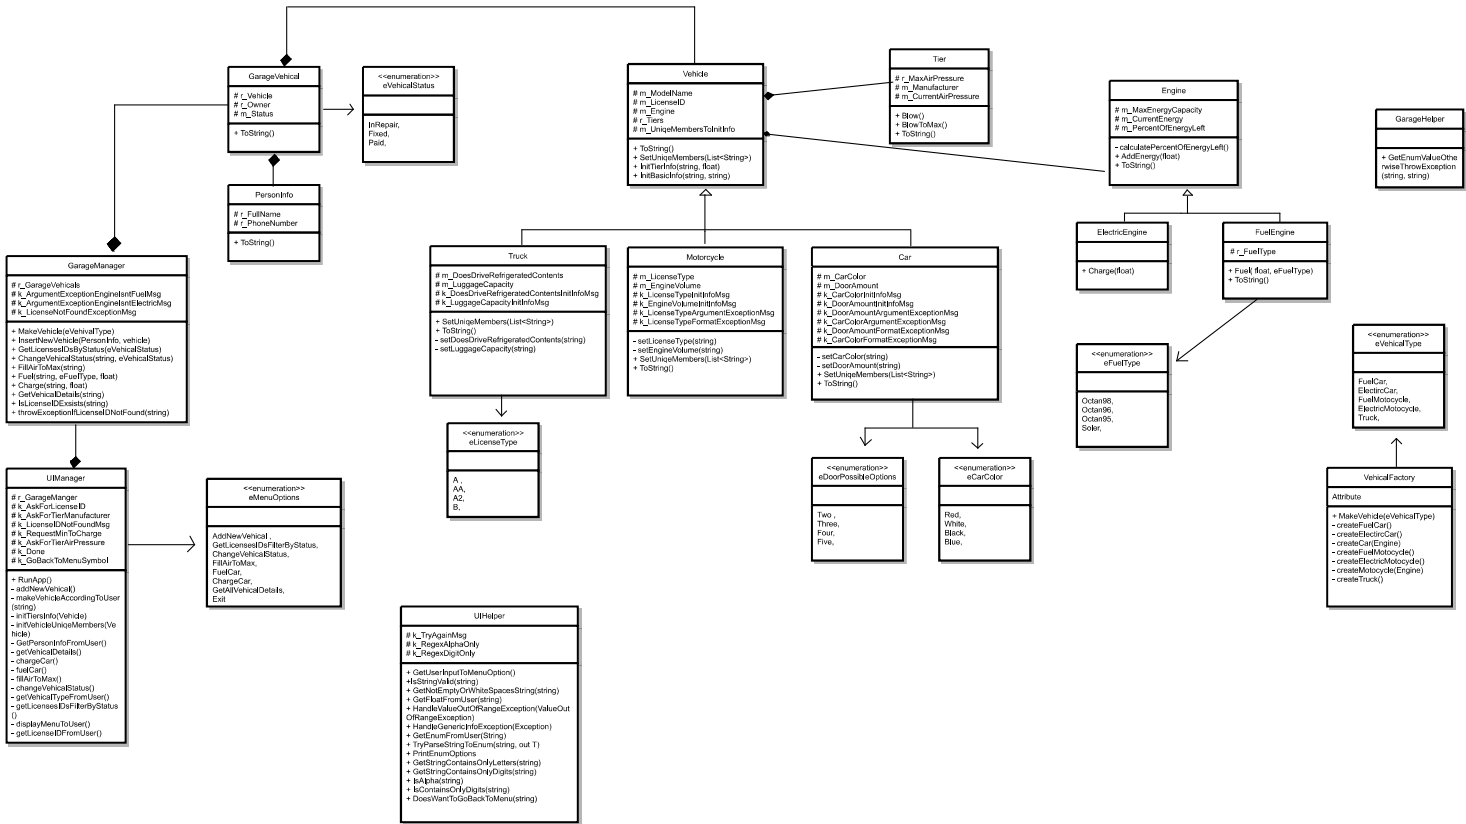 GarageVehical
# r_Vehicle
# r_Owner
# m_Status
+ ToString()
<<enumeration>>
eVehicalStatus
InRepair,
Fixed,
Paid,
PersonInfo
# r_FullName
# r_PhoneNumber
+ ToString()
Vehicle
# m_ModelName
# m_LicenseID
# m_Engine
# r_Tiers
# m_UniqeMembersToInitInfo
+ ToString()
+ SetUniqeMembers(List<String>)
+ InitTierInfo(string, float)
+ InitBasicInfo(string, string)
Tier
# r_MaxAirPressure
# m_Manufacturer
# m_CurrentAirPressure
+ Blow()
+ BlowToMax()
+ ToString()
Engine
# m_MaxEnergyCapacity
# m_CurrentEnergy
# m_PercentOfEnergyLeft
- calculatePercentOfEnergyLeft()
+ AddEnergy(float)
+ ToString()
GarageHelper
+ GetEnumValueOthe
rwiseThrowException
(string, string)
ElectricEngine
+ Charge(float)
FuelEngine
# r_FuelType
+ Fuel( float, eFuelType)
+ ToString()
GarageManager
# r_GarageVehicals
# k_ArgumentExceptionEngineIsntFuelMsg
# k_ArgumentExceptionEngineIsntElectricMsg
# k_LicenseNotFoundExceptionMsg
+ MakeVehicle(eVehivalType)
+ InsertNewVehicle(PersonInfo, vehicle)
+ GetLicensesIDsByStatus(eVehicalStatus)
+ ChangeVehicalStatus(string, eVehicalStatus)
+ FillAirToMax(string)
+ Fuel(string, eFuelType, float)
+ Charge(string, float)
+ GetVehicalDetails(string)
+ IsLicenseIDExsists(string)
+ throwExceptionIfLicenseIDNotFound(string)
Truck
# m_DoesDriveRefrigeratedContents
# m_LuggageCapacity
# k_DoesDriveRefrigeratedContentsInitInfoMsg
# k_LuggageCapacityInitInfoMsg
+ SetUniqeMembers(List<String>)
+ ToString()
- setDoesDriveRefrigeratedContents(string)
- setLuggageCapacity(string)
Motorcycle
# m_LicenseType
# m_EngineVolume
# k_LicenseTypeInitInfoMsg
# k_EngineVolumeInitInfoMsg
# k_LicenseTypeArgumentExceptionMsg
# k_LicenseTypeFormatExceptionMsg
- setLicenseType(string)
- setEngineVolume(string)
+ SetUniqeMembers(List<String>)
+ ToString()
Car
# m_CarColor
# m_DoorAmount
# k_CarColorInitInfoMsg
# k_DoorAmountInitInfoMsg
# k_DoorAmountArgumentExceptionMsg
# k_CarColorArgumentExceptionMsg
# k_DoorAmountFormatExceptionMsg
# k_CarColorFormatExceptionMsg
- setCarColor(string)
- setDoorAmount(string)
+ SetUniqeMembers(List<String>)
+ ToString()
<<enumeration>>
eFuelType
Octan98,
Octan96,
Octan95,
Soler,
<<enumeration>>
eVehicalType
FuelCar,
ElectircCar,
FuelMotocycle,
ElectricMotocycle,
Truck,
<<enumeration>>
eLicenseType
A ,
AA,
A2,
B,
<<enumeration>>
eDoorPossibleOptions
Two ,
Three,
Four,
Five,
<<enumeration>>
eCarColor
Red,
White,
Black,
Blue,
VehicalFactory
Attribute
+ MakeVehicle(eVehicalType)
- createFuelCar()
- createElectircCar()
- createCar(Engine)
- createFuelMotocycle()
- createElectricMotocycle()
- createMotocycle(Engine)
- createTruck()
UIManager
# r_GarageManger
# k_AskForLicenseID
# k_AskForTierManufacturer
# k_LicenseIDNotFoundMsg
# k_RequestMinToCharge
# k_AskForTierAirPressure
# k_Done
# k_GoBackToMenuSymbol
+ RunApp()
- addNewVehical()
- makeVehicleAccordingToUser
(string)
- initTiersInfo(Vehicle)
- initVehicleUniqeMembers(Ve
hicle)
- GetPersonInfoFromUser()
- getVehicalDetails()
- chargeCar()
- fuelCar()
- fillAirToMax()
- changeVehicalStatus()
- getVehicalTypeFromUser()
- getLicensesIDsFilterByStatus
()
- displayMenuToUser()
- getLicenseIDFromUser()
<<enumeration>>
eMenuOptions
AddNewVehical ,
GetLicensesIDsFilterByStatus,
ChangeVehicalStatus,
FillAirToMax,
FuelCar,
ChargeCar,
GetAllVehicalDetails,
Exit
UIHelper
# k_TryAgainMsg
# k_RegexAlphaOnly
# k_RegexDigitOnly
+ GetUserInputToMenuOption()
+IsStringValid(string)
+ GetNotEmptyOrWhiteSpacesString(string)
+ GetFloatFromUser(string)
+ HandleValueOutOfRangeException(ValueOut
OfRangeException)
+ HandleGenericInfoException(Exception)
+ GetEnumFromUser(String)
+ TryParseStringToEnum(string, out T)
+ PrintEnumOptions
+ GetStringContainsOnlyLetters(string)
+ GetStringContainsOnlyDigits(string)
+ IsAlpha(string)
+ IsContainsOnlyDigits(string)
+ DoesWantToGoBackToMenu(string)